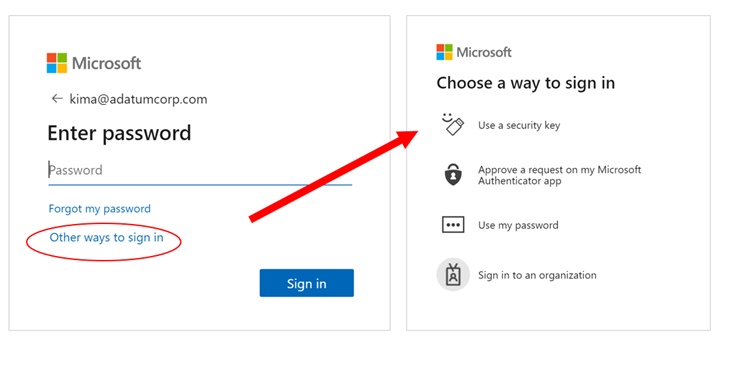 Microsoft
← kima@adatumcorp.com
Enter password
Password
Forgot my password
Other ways to sign in
Sign in
Microsoft
Choose a way to sign in
Use a security key
Approve a request on my Microsoft
Authenticator app
Use my password
Sign in to an organization